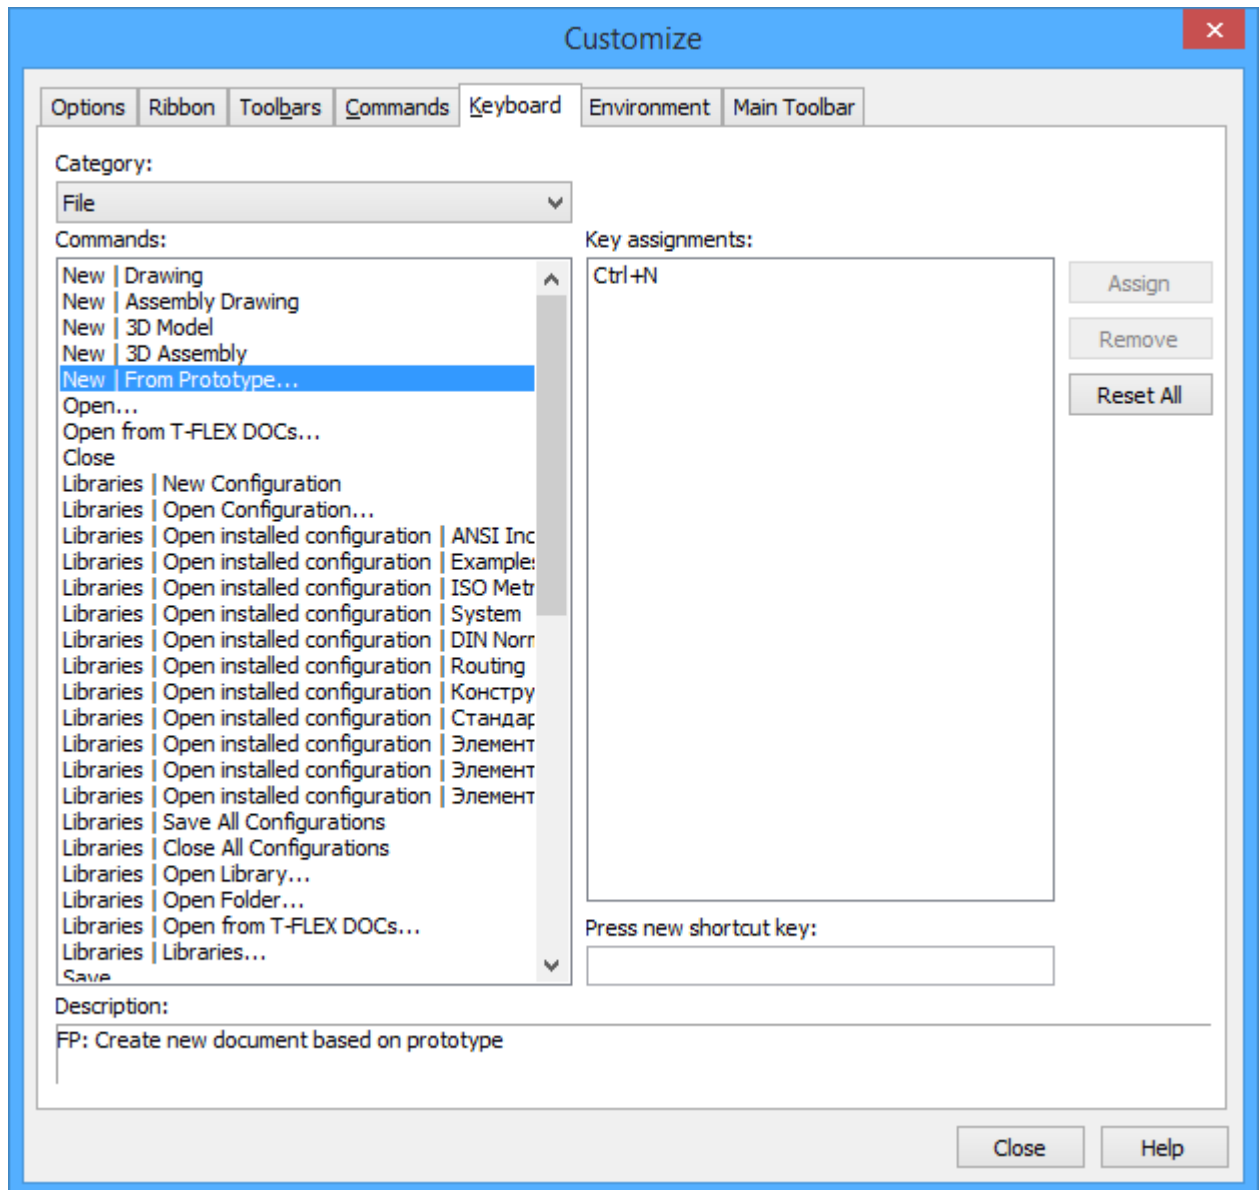 Customize
Options Ribbon Toolbars Commands Keyboard Environment Main Toolbar
Category:
File
Commands:
New | Drawing
New | Assembly Drawing
New | 3D Model
New | 3D Assembly
New | From Prototype...
Open...
Open from T-FLEX DOCs...
Close
Libraries | New Configuration
Libraries | Open Configuration...
Libraries | Open installed configuration | ANSI Inc
Libraries | Open installed configuration | Examples
Libraries | Open installed configuration | ISO Metr
Libraries | Open installed configuration | System
Libraries | Open installed configuration | DIN Norm
Libraries | Open installed configuration | Routing
Libraries | Open installed configuration | Констру
Libraries | Open installed configuration | Стандар
Libraries | Open installed configuration | Элемент
Libraries | Open installed configuration | Элемент
Libraries | Open installed configuration | Элемент
Libraries | Save All Configurations
Libraries | Close All Configurations
Libraries | Open Library...
Libraries | Open Folder...
Libraries | Open from T-FLEX DOCs...
Libraries | Libraries...
Save
Key assignments:
Ctrl+N
Assign
Remove
Reset All
Press new shortcut key:
Description:
FP: Create new document based on prototype
Close
Help